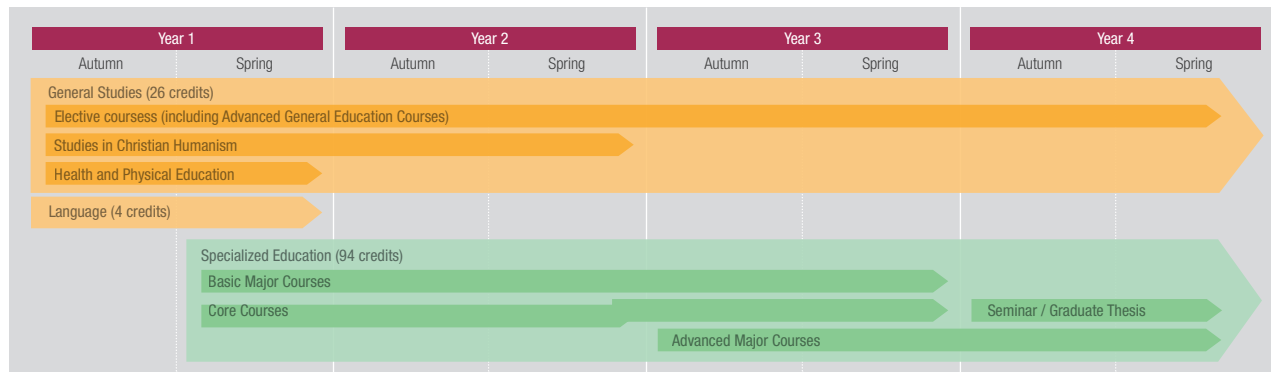 Year 1 Year 2 Year 3 Year 4
Autumn Spring Autumn Spring Autumn Spring Autumn Spring
General Studies (26 credits)
Elective coursess (including Advanced General Education Courses)
Studies in Christian Humanism
Health and Physical Education
Language (4 credits)
Specialized Education (94 credits)
Basic Major Courses
Core Courses Seminar / Graduate Thesis
Advanced Major Courses